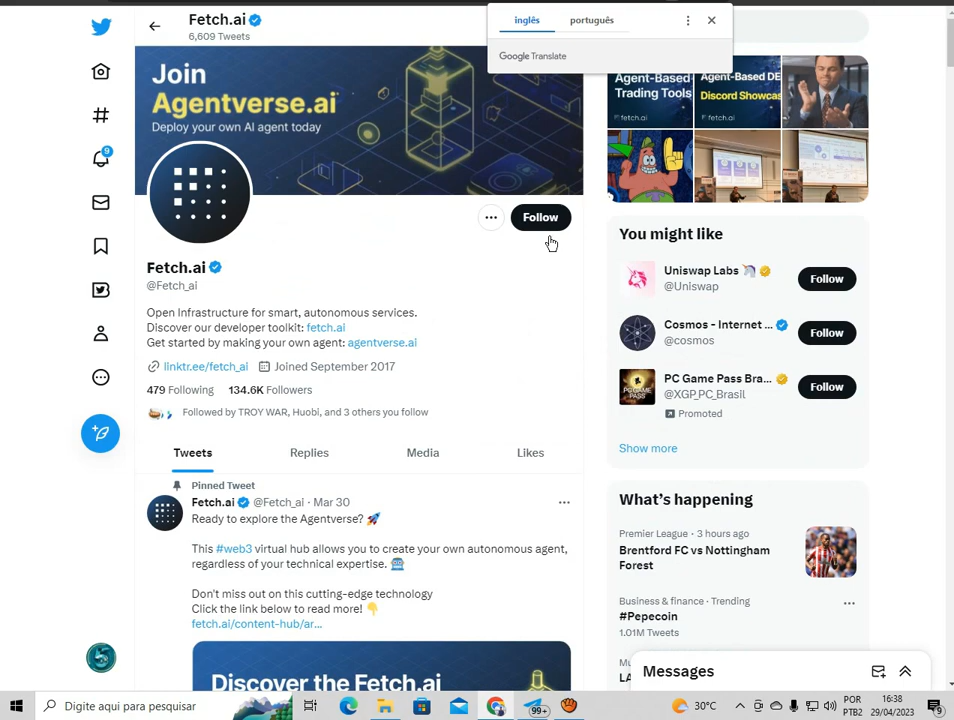 Fetch.ai
6,609 Tweets
inglês
português
Google Translate
Join
Agentverse.ai
Deploy your own AI agent today
Follow
Fetch.ai
@Fetch_ai
Open Infrastructure for smart, autonomous services.
Discover our developer toolkit: fetch.ai
Get started by making your own agent: agentverse.ai
linktr.ee/fetch_ai Joined September 2017
479 Following 134.6K Followers
Followed by TROY WAR, Huobi, and 3 others you follow
Tweets Replies Media Likes
Pinned Tweet
Fetch.ai @Fetch_ai · Mar 30
Ready to explore the Agentverse? 🚀
This #web3 virtual hub allows you to create your own autonomous agent,
regardless of your technical expertise. 🤖
Don't miss out on this cutting-edge technology
Click the link below to read more! 👇
fetch.ai/content-hub/ar...
Discover the Fetch.ai
9
Agent-Based
Trading Tools
fetch.ai
Agent-Based DE
Discord Showcas
fetch.ai
You might like
Uniswap Labs 🦄
@Uniswap
Follow
Cosmos - Internet ...
@cosmos
Follow
PC Game Pass Bra...
@XGP_PC_Brasil
Promoted
Follow
Show more
What's happening
Premier League · 3 hours ago
Brentford FC vs Nottingham
Forest
Business & finance · Trending
#Pepecoin
1.01M Tweets
Mu
LA
Messages
Digite aqui para pesquisar
99+
30°C
POR
PTB2
16:38
29/04/2023
9